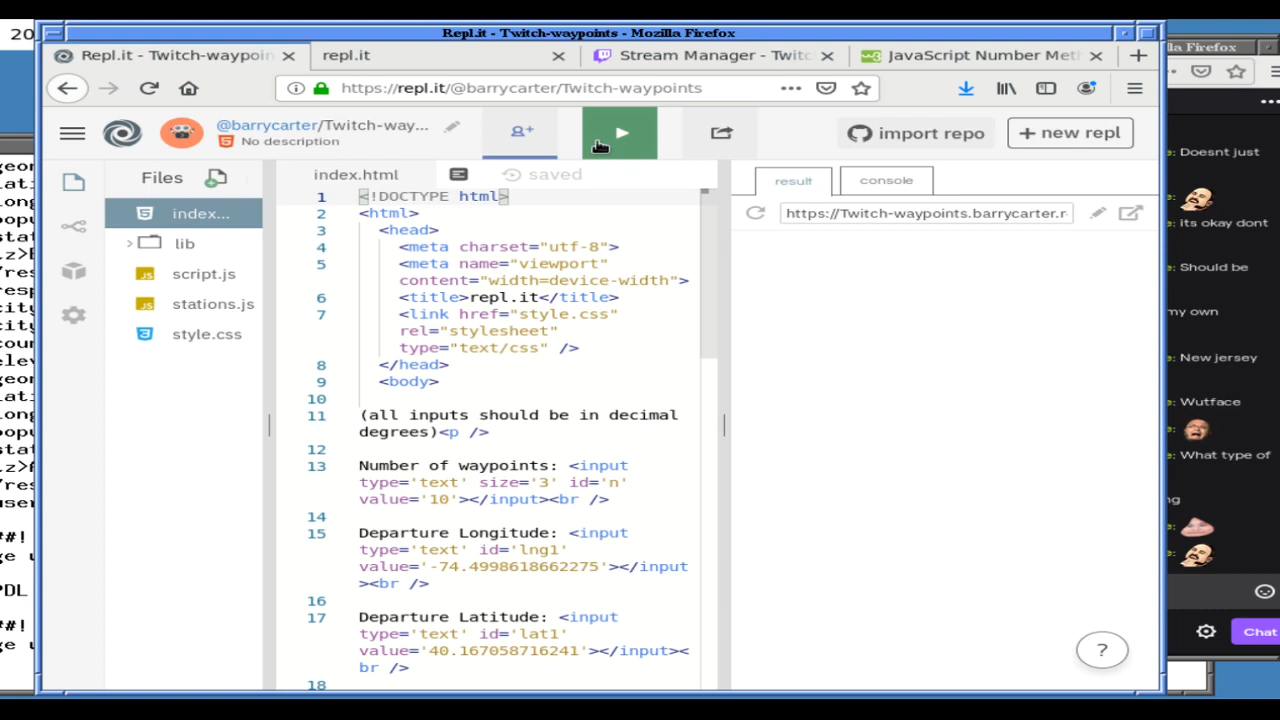 20
Repl.it - Twitch-waypoints - Mozilla Firefox
Repl.it - Twitch-waypoin
repl.it
Stream Manager - Twitc
JavaScript Number Met
https://repl.it/@barrycarter/Twitch-waypoints
@barrycarter/Twitch-way...
No description
import repo
+ new repl
Files
index...
lib
script.js
stations.js
style.css
index.html
saved
1 <!DOCTYPE html>
2 <html>
3 <head>
4 <meta charset="utf-8">
5 <meta name="viewport"
content="width=device-width">
6 <title>repl.it</title>
7 <link href="style.css"
rel="stylesheet"
type="text/css" />
8 </head>
9 <body>
10
11 (all inputs should be in decimal
degrees)<p />
12
13 Number of waypoints: <input
type='text' size='3' id='n'
value='10'></input><br />
14
15 Departure Longitude: <input
type='text' id='lng1'
value='-74.4998618662275'></input
><br />
16
17 Departure Latitude: <input
type='text' id='lat1'
value='40.167058716241'></input><
br />
18
result
console
https://Twitch-waypoints.barrycarter.r
?
lla Firefox
: Doesnt just
: its okay dont
: Should be
my own
: New jersey
: Wutface
: What type of
ng
Chat